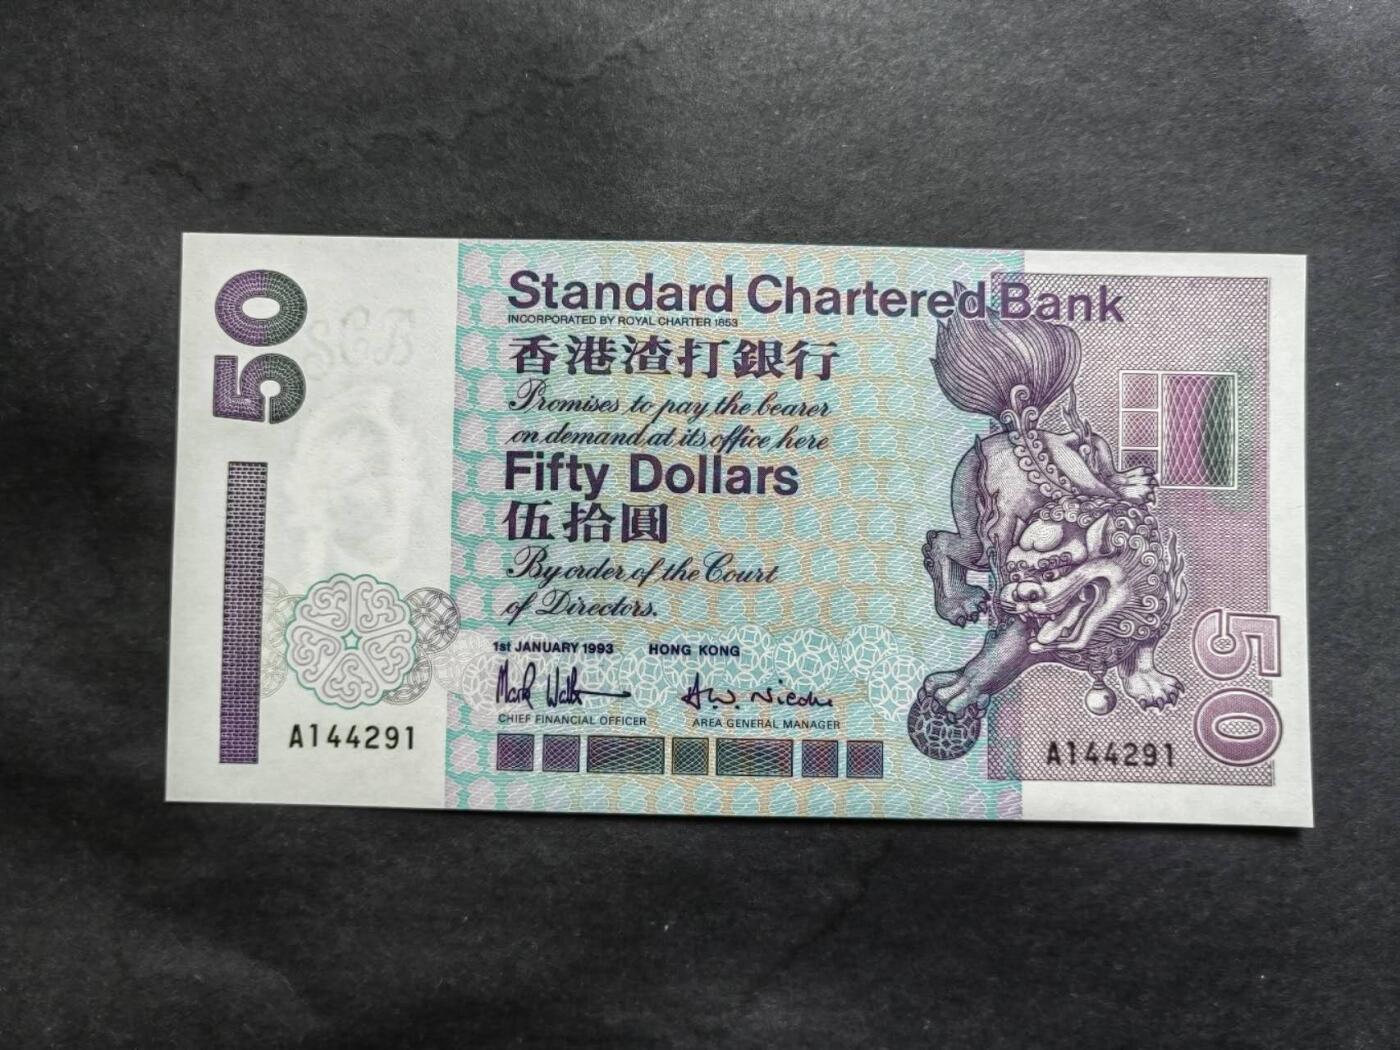 50
SCB
Standard Chartered Bank
INCORPORATED BY ROYAL CHARTER 1853
香港渣打銀行
Promises to pay the bearer
on demand at its office here
Fifty Dollars
伍拾圓
By order of the Court
of Directors.
1st JANUARY 1993 HONG KONG
CHIEF FINANCIAL OFFICER AREA GENERAL MANAGER
A144291
A144291
50